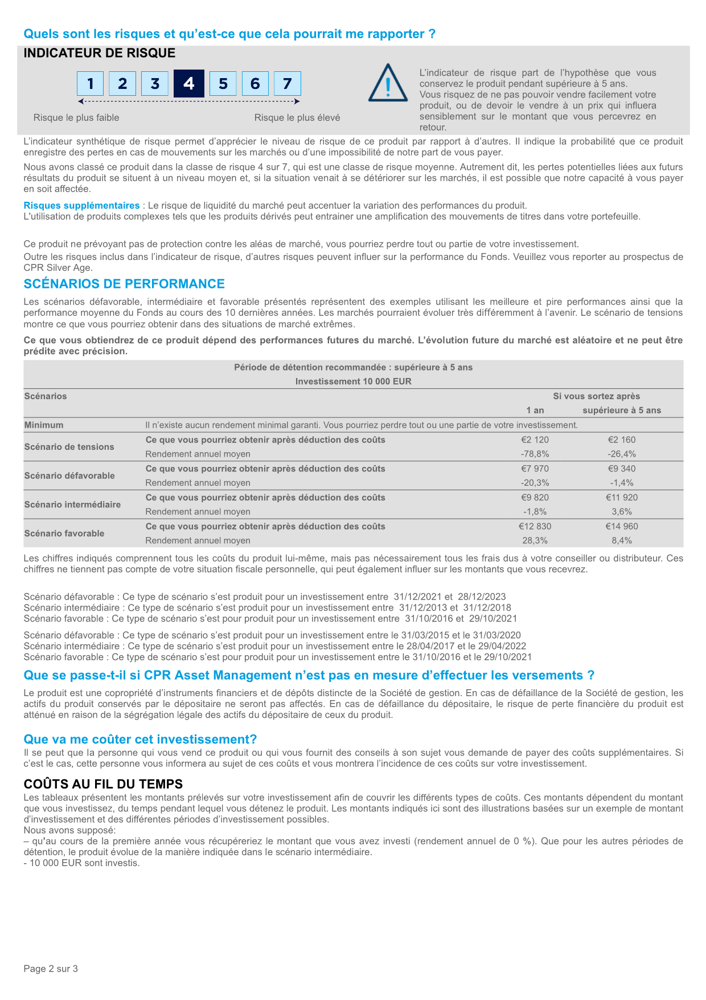 Quels sont les risques et qu’est-ce que cela pourrait me rapporter ?
INDICATEUR DE RISQUE
1 2 3 4 5 6 7
Risque le plus faible Risque le plus élevé
L’indicateur de risque part de l’hypothèse que vous
conservez le produit pendant supérieure à 5 ans.
Vous risquez de ne pas pouvoir vendre facilement votre
produit, ou de devoir le vendre à un prix qui influera
sensiblement sur le montant que vous percevrez en
retour.
L’indicateur synthétique de risque permet d’apprécier le niveau de risque de ce produit par rapport à d’autres. Il indique la probabilité que ce produit
enregistre des pertes en cas de mouvements sur les marchés ou d’une impossibilité de notre part de vous payer.
Nous avons classé ce produit dans la classe de risque 4 sur 7, qui est une classe de risque moyenne. Autrement dit, les pertes potentielles liées aux futurs
résultats du produit se situent à un niveau moyen et, si la situation venait à se détériorer sur les marchés, il est possible que notre capacité à vous payer
en soit affectée.
Risques supplémentaires : Le risque de liquidité du marché peut accentuer la variation des performances du produit.
L'utilisation de produits complexes tels que les produits dérivés peut entrainer une amplification des mouvements de titres dans votre portefeuille.
Ce produit ne prévoyant pas de protection contre les aléas de marché, vous pourriez perdre tout ou partie de votre investissement.
Outre les risques inclus dans l’indicateur de risque, d’autres risques peuvent influer sur la performance du Fonds. Veuillez vous reporter au prospectus de
CPR Silver Age.
SCÉNARIOS DE PERFORMANCE
Les scénarios défavorable, intermédiaire et favorable présentés représentent des exemples utilisant les meilleure et pire performances ainsi que la
performance moyenne du Fonds au cours des 10 dernières années. Les marchés pourraient évoluer très différemment à l’avenir. Le scénario de tensions
montre ce que vous pourriez obtenir dans des situations de marché extrêmes.
Ce que vous obtiendrez de ce produit dépend des performances futures du marché. L’évolution future du marché est aléatoire et ne peut être
prédite avec précision.
Période de détention recommandée : supérieure à 5 ans
Investissement 10 000 EUR
Scénarios Si vous sortez après
1 an supérieure à 5 ans
Minimum Il n’existe aucun rendement minimal garanti. Vous pourriez perdre tout ou une partie de votre investissement.
Scénario de tensions Ce que vous pourriez obtenir après déduction des coûts €2 120 €2 160
Rendement annuel moyen -78,8% -26,4%
Scénario défavorable Ce que vous pourriez obtenir après déduction des coûts €7 970 €9 340
Rendement annuel moyen -20,3% -1,4%
Scénario intermédiaire Ce que vous pourriez obtenir après déduction des coûts €9 820 €11 920
Rendement annuel moyen -1,8% 3,6%
Scénario favorable Ce que vous pourriez obtenir après déduction des coûts €12 830 €14 960
Rendement annuel moyen 28,3% 8,4%
Les chiffres indiqués comprennent tous les coûts du produit lui-même, mais pas nécessairement tous les frais dus à votre conseiller ou distributeur. Ces
chiffres ne tiennent pas compte de votre situation fiscale personnelle, qui peut également influer sur les montants que vous recevrez.
Scénario défavorable : Ce type de scénario s’est produit pour un investissement entre 31/12/2021 et 28/12/2023
Scénario intermédiaire : Ce type de scénario s’est produit pour un investissement entre 31/12/2013 et 31/12/2018
Scénario favorable : Ce type de scénario s’est pour produit pour un investissement entre 31/10/2016 et 29/10/2021
Scénario défavorable : Ce type de scénario s’est produit pour un investissement entre le 31/03/2015 et le 31/03/2020
Scénario intermédiaire : Ce type de scénario s’est produit pour un investissement entre le 28/04/2017 et le 29/04/2022
Scénario favorable : Ce type de scénario s’est pour produit pour un investissement entre le 31/10/2016 et le 29/10/2021
Que se passe-t-il si CPR Asset Management n’est pas en mesure d’effectuer les versements ?
Le produit est une copropriété d’instruments financiers et de dépôts distincte de la Société de gestion. En cas de défaillance de la Société de gestion, les
actifs du produit conservés par le dépositaire ne seront pas affectés. En cas de défaillance du dépositaire, le risque de perte financière du produit est
atténué en raison de la ségrégation légale des actifs du dépositaire de ceux du produit.
Que va me coûter cet investissement?
Il se peut que la personne qui vous vend ce produit ou qui vous fournit des conseils à son sujet vous demande de payer des coûts supplémentaires. Si
c’est le cas, cette personne vous informera au sujet de ces coûts et vous montrera l’incidence de ces coûts sur votre investissement.
COÛTS AU FIL DU TEMPS
Les tableaux présentent les montants prélevés sur votre investissement afin de couvrir les différents types de coûts. Ces montants dépendent du montant
que vous investissez, du temps pendant lequel vous détenez le produit. Les montants indiqués ici sont des illustrations basées sur un exemple de montant
d’investissement et des différentes périodes d’investissement possibles.
Nous avons supposé:
– qu’au cours de la première année vous récupéreriez le montant que vous avez investi (rendement annuel de 0 %). Que pour les autres périodes de
détention, le produit évolue de la manière indiquée dans le scénario intermédiaire.
- 10 000 EUR sont investis.
Page 2 sur 3